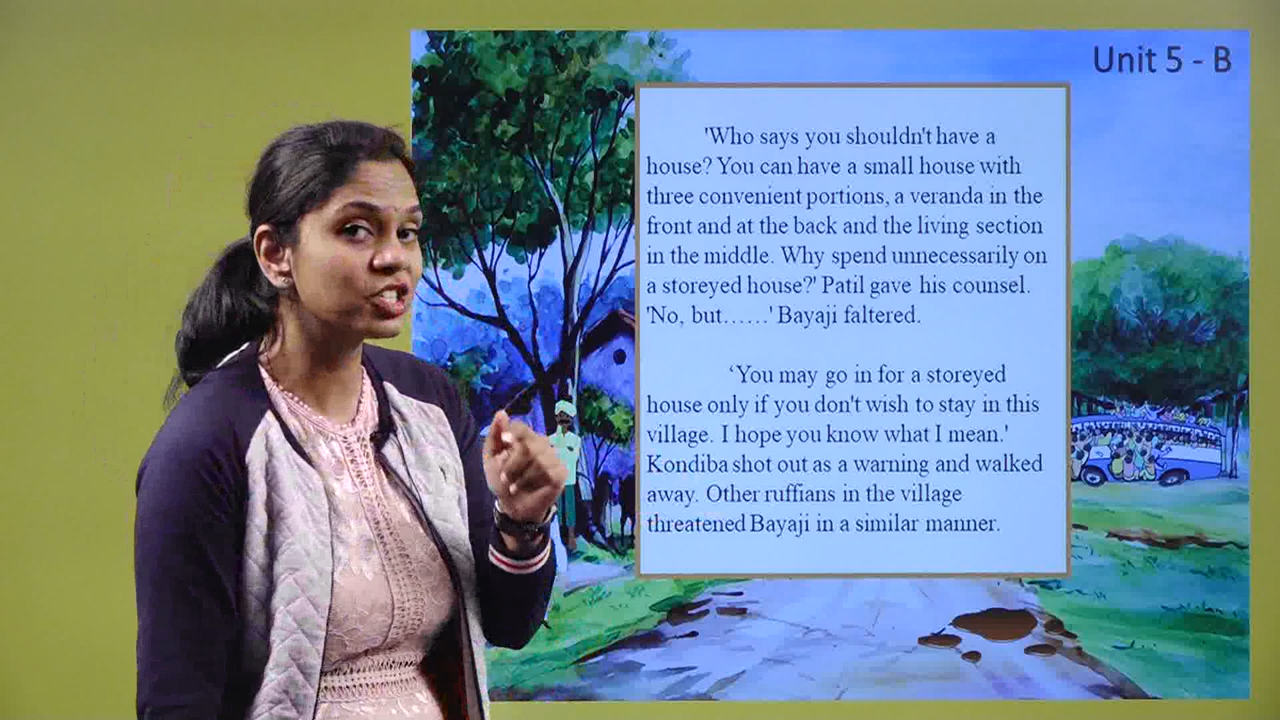 Unit 5 - B
'Who says you shouldn't have a
house? You can have a small house with
three convenient portions, a veranda in the
front and at the back and the living section
in the middle. Why spend unnecessarily on
a storeyed house?' Patil gave his counsel.
'No, but……' Bayaji faltered.
‘You may go in for a storeyed
house only if you don't wish to stay in this
village. I hope you know what I mean.'
Kondiba shot out as a warning and walked
away. Other ruffians in the village
threatened Bayaji in a similar manner.